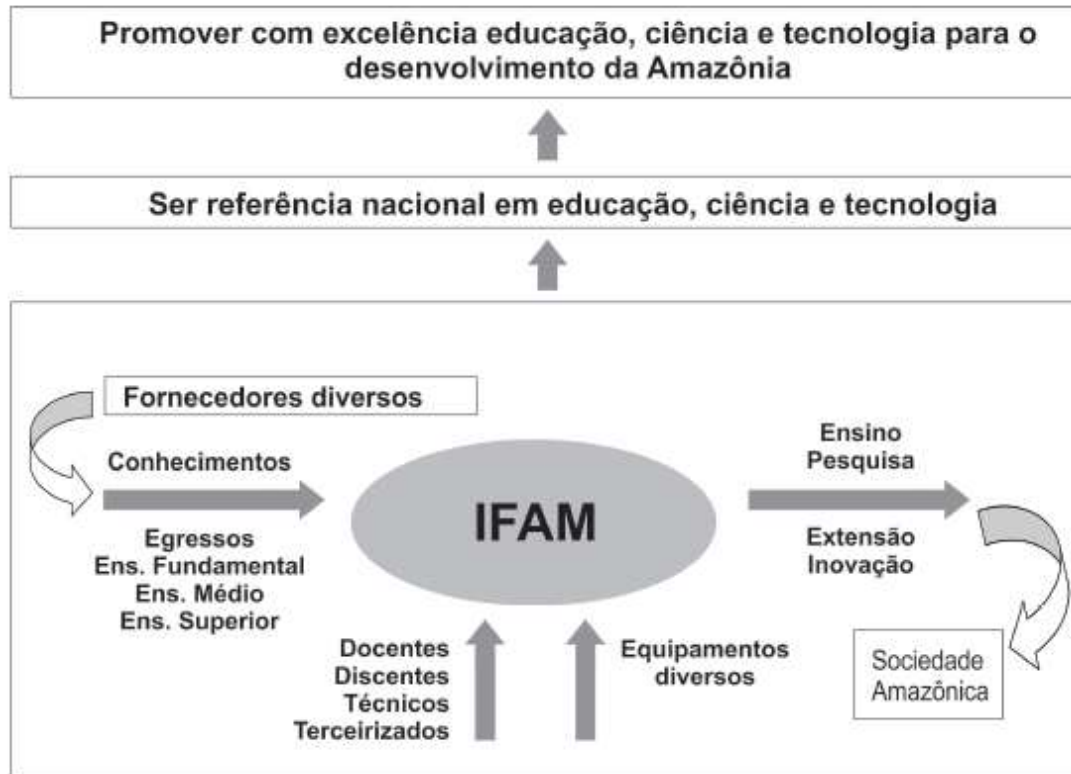 Promover com excelência educação, ciência e tecnologia para o
desenvolvimento da Amazônia
Ser referência nacional em educação, ciência e tecnologia
Fornecedores diversos
Conhecimentos
Egressos
Ens. Fundamental
Ens. Médio
Ens. Superior
IFAM
Ensino
Pesquisa
Extensão
Inovação
Docentes
Discentes
Técnicos
Terceirizados
Equipamentos
diversos
Sociedade
Amazônica